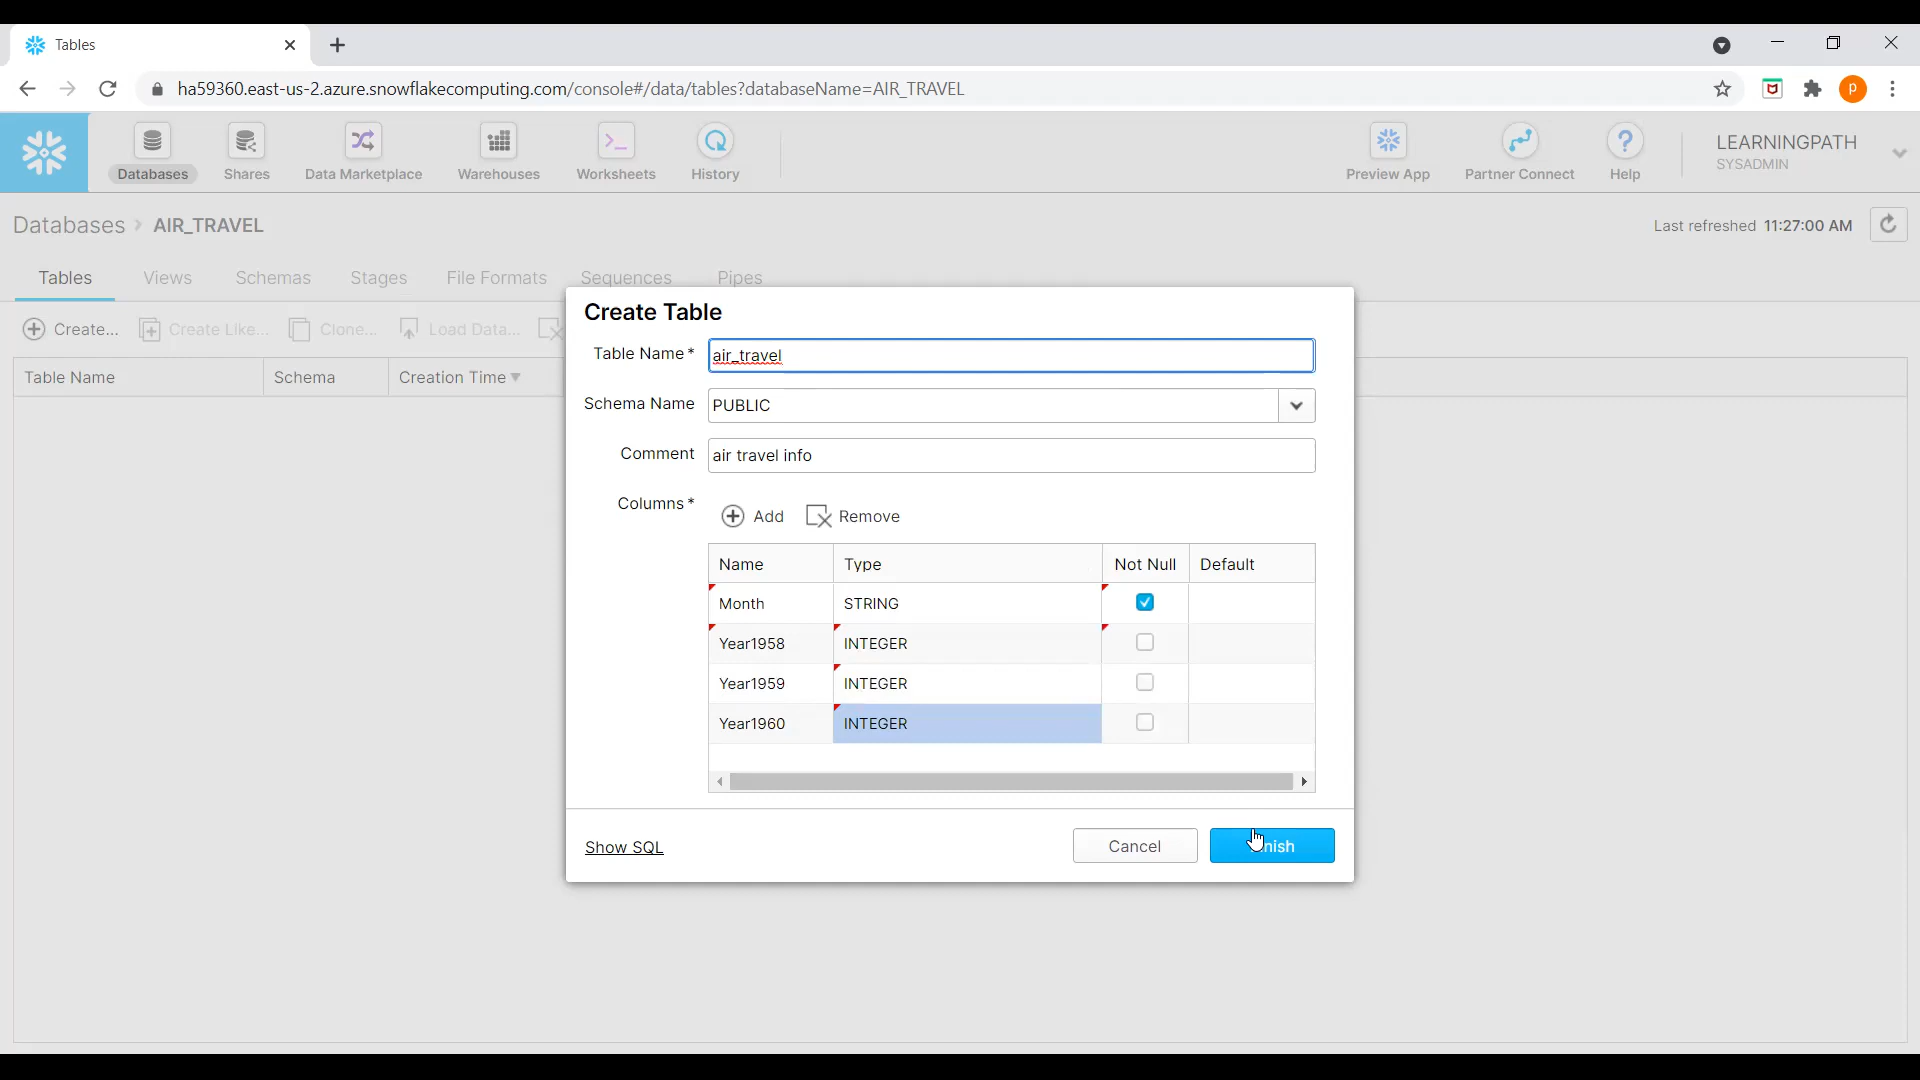 Tables
ha59360.east-us-2.azure.snowflakecomputing.com/console#/data/tables?databaseName=AIR_TRAVEL
P
Databases Shares Data Marketplace Warehouses Worksheets History Preview App Partner Connect Help
LEARNINGPATH
SYSADMIN
Databases > AIR_TRAVEL
Last refreshed 11:27:00 AM
Tables Views Schemas Stages File Formats Sequences Pipes
Create... Create Like... Clone... Load Data...
Table Name Schema Creation Time
Create Table
Table Name* air_travel
Schema Name PUBLIC
Comment air travel info
Columns*
Add Remove
Name Type Not Null Default
Month STRING
Year1958 INTEGER
Year1959 INTEGER
Year1960 INTEGER
Show SQL
Cancel